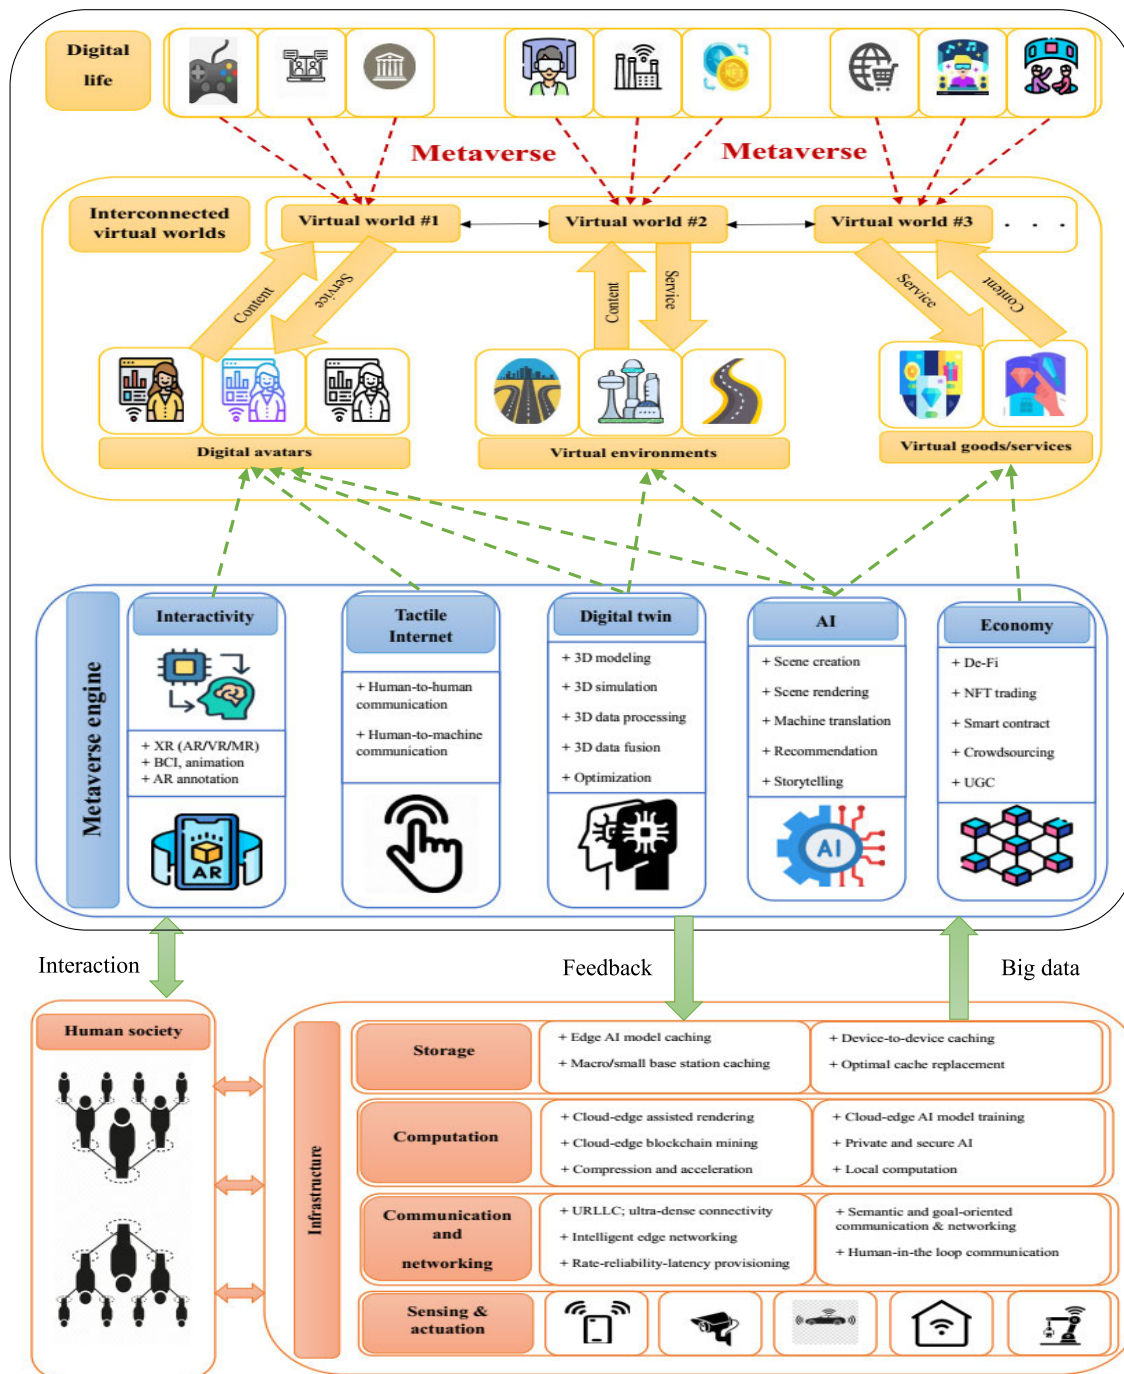 Digital
life
NFT
Metaverse
Metaverse
Interconnected
virtual worlds
Virtual world #1
Virtual world #2
Virtual world #3
. . .
Content
Service
Content
Service
Service
Content
Digital avatars
Virtual environments
Virtual goods/services
Metaverse engine
Interactivity
+ XR (AR/VR/MR)
+ BCI, animation
+ AR annotation
AR
Tactile
Internet
+ Human-to-human
communication
+ Human-to-machine
communication
Digital twin
+ 3D modeling
+ 3D simulation
+ 3D data processing
+ 3D data fusion
+ Optimization
AI
+ Scene creation
+ Scene rendering
+ Machine translation
+ Recommendation
+ Storytelling
AI
Economy
+ De-Fi
+ NFT trading
+ Smart contract
+ Crowdsourcing
+ UGC
Interaction
Feedback
Big data
Human society
Infrastructure
Storage
+ Edge AI model caching
+ Macro/small base station caching
+ Device-to-device caching
+ Optimal cache replacement
Computation
+ Cloud-edge assisted rendering
+ Cloud-edge blockchain mining
+ Compression and acceleration
+ Cloud-edge AI model training
+ Private and secure AI
+ Local computation
Communication
and
networking
+ URLLC; ultra-dense connectivity
+ Intelligent edge networking
+ Rate-reliability-latency provisioning
+ Semantic and goal-oriented
communication & networking
+ Human-in-the loop communication
Sensing &
actuation